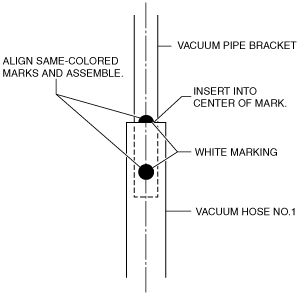 VACUUM PIPE BRACKET
ALIGN SAME-COLORED
MARKS AND ASSEMBLE.
INSERT INTO
CENTER OF MARK.
WHITE MARKING
VACUUM HOSE NO.1